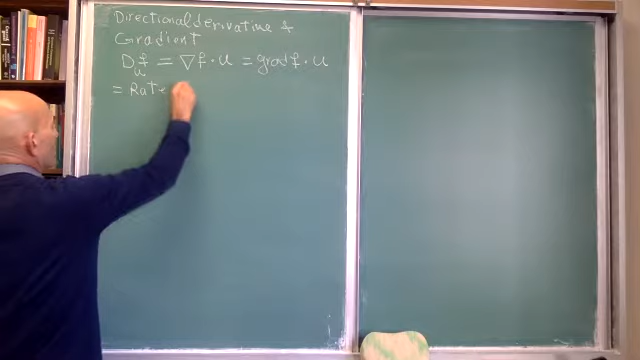 Directional derivative &
Gradient
D_u f = ∇f · u = grad f · u
= Rate